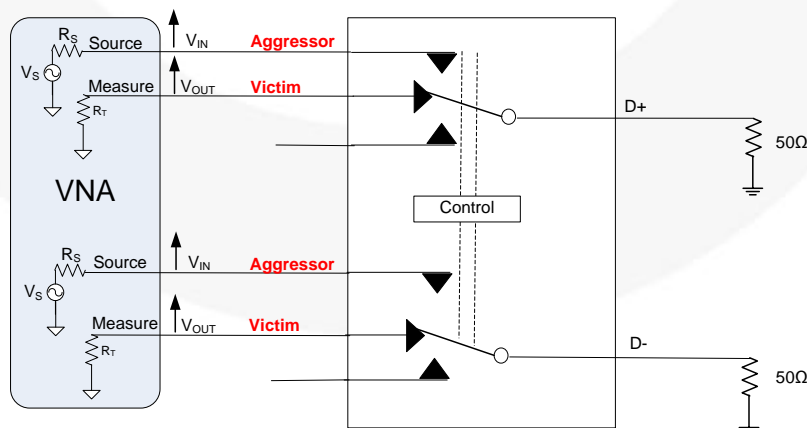 RS
Source
VIN
Aggressor
VS
Measure
VOUT
Victim
RT
D+
50Ω
VNA
Control
RS
Source
VIN
Aggressor
VS
Measure
VOUT
Victim
RT
D-
50Ω